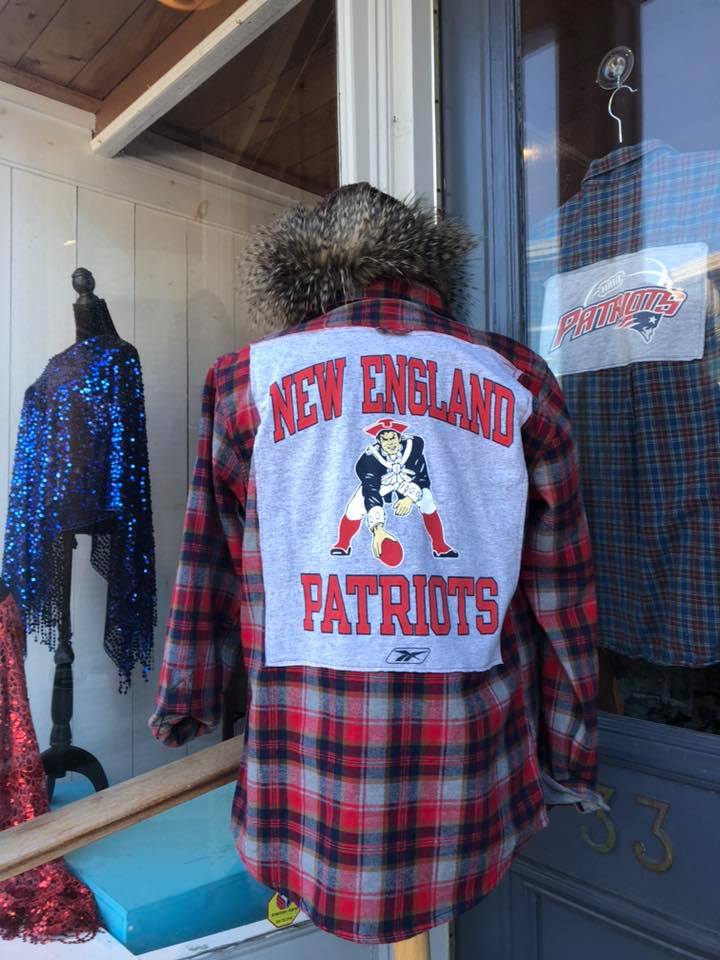 NEW ENGLAND
PATRIOTS
PATRIOTS
33